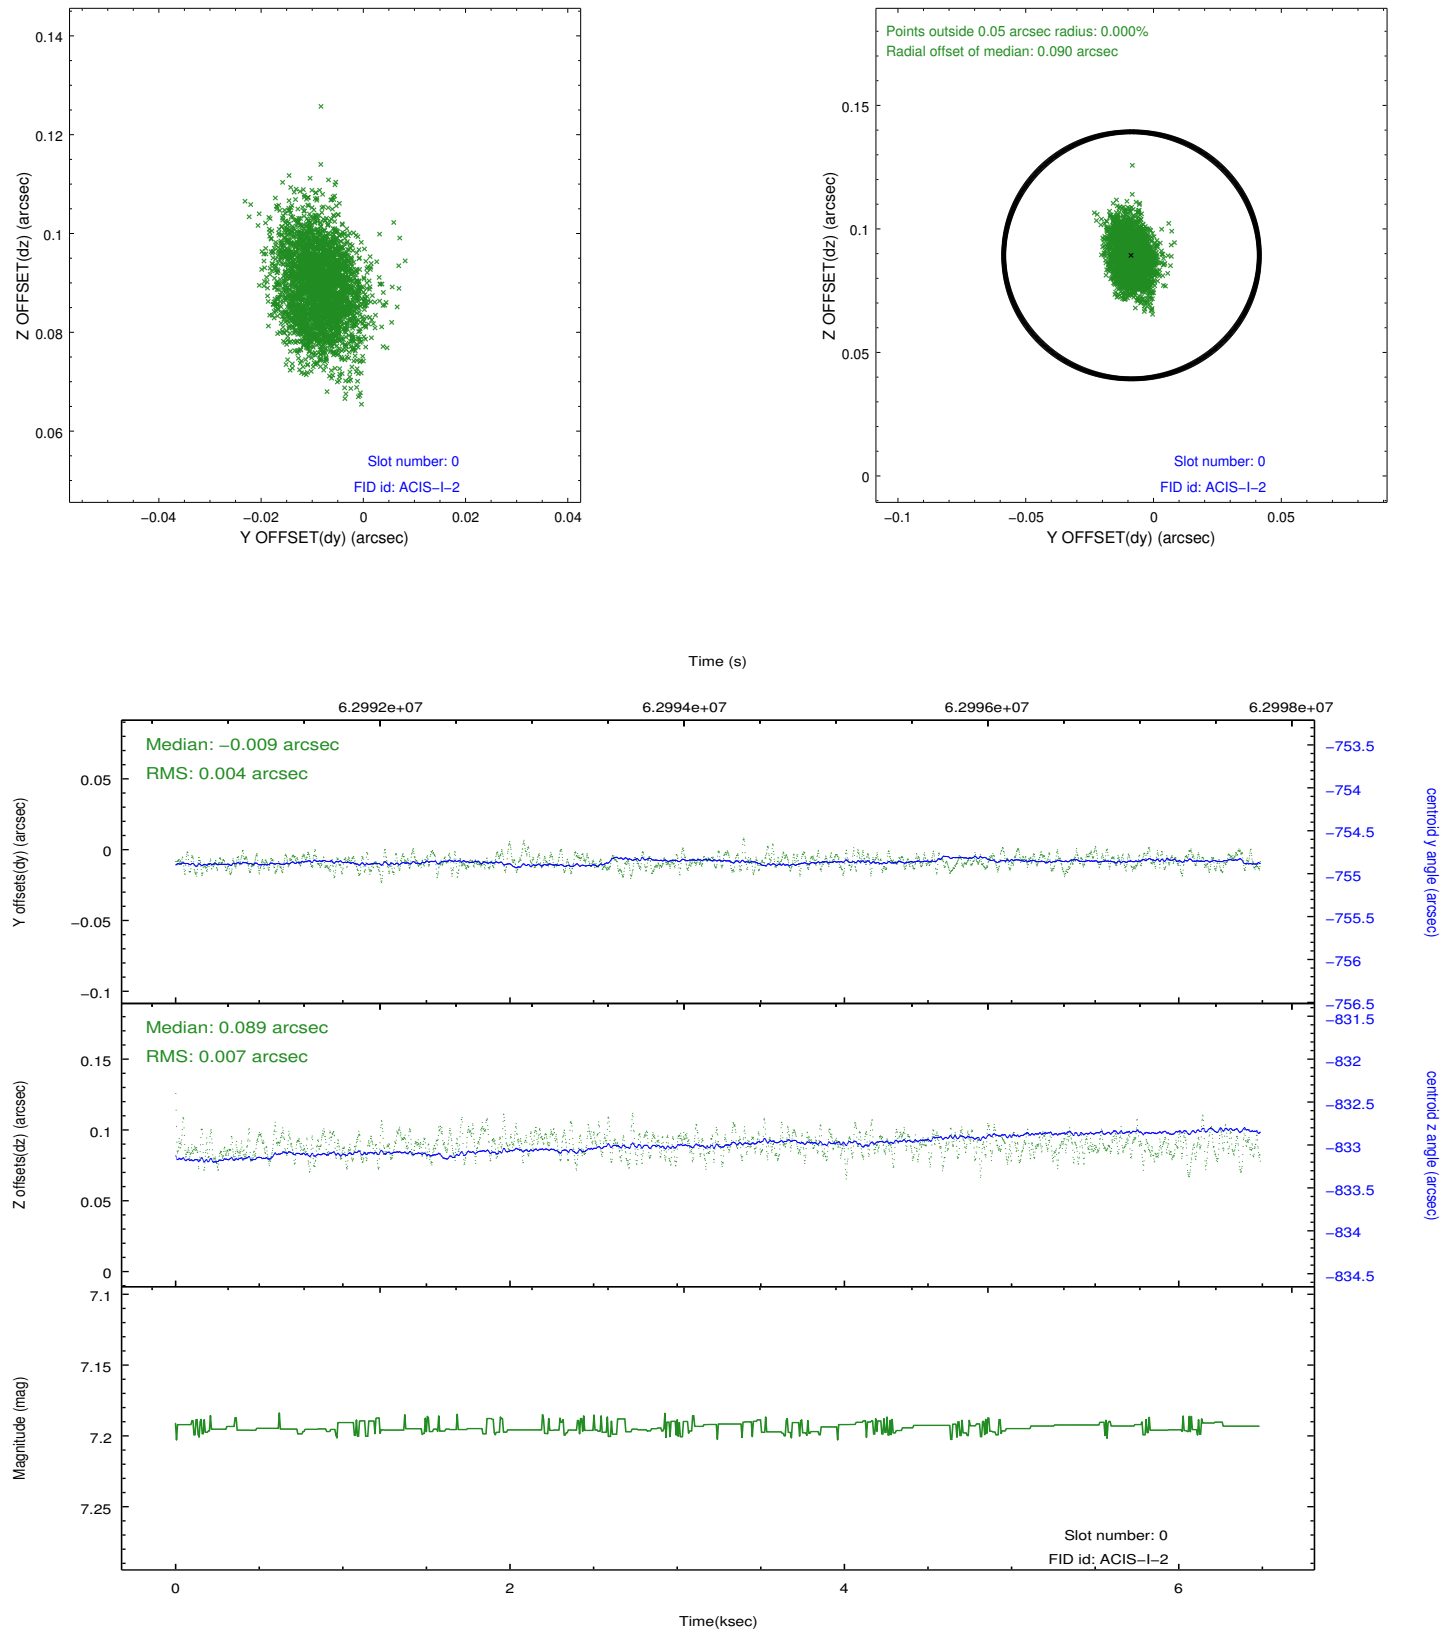 0.14
0.12
0.1
0.08
0.06
Z OFFSET(dz) (arcsec)
Slot number: 0
FID id: ACIS−I−2
−0.04
−0.02
0
0.02
0.04
Y OFFSET(dy) (arcsec)
Points outside 0.05 arcsec radius: 0.000%
Radial offset of median: 0.090 arcsec
0.15
0.1
0.05
0
Z OFFSET(dz) (arcsec)
Slot number: 0
FID id: ACIS−I−2
−0.1
−0.05
0
0.05
Y OFFSET(dy) (arcsec)
Time (s)
6.2992e+07
6.2994e+07
6.2996e+07
6.2998e+07
Median: −0.009 arcsec
RMS: 0.004 arcsec
0.05
0
−0.05
−0.1
Y offsets(dy) (arcsec)
−753.5
−754
−754.5
−755
−755.5
−756
−756.5
centroid y angle (arcsec)
Median: 0.089 arcsec
RMS: 0.007 arcsec
0.15
0.1
0.05
0
Z offsets(dz) (arcsec)
−831.5
−832
−832.5
−833
−833.5
−834
−834.5
centroid z angle (arcsec)
7.1
7.15
7.2
7.25
Magnitude (mag)
Slot number: 0
FID id: ACIS−I−2
0
2
4
6
Time(ksec)